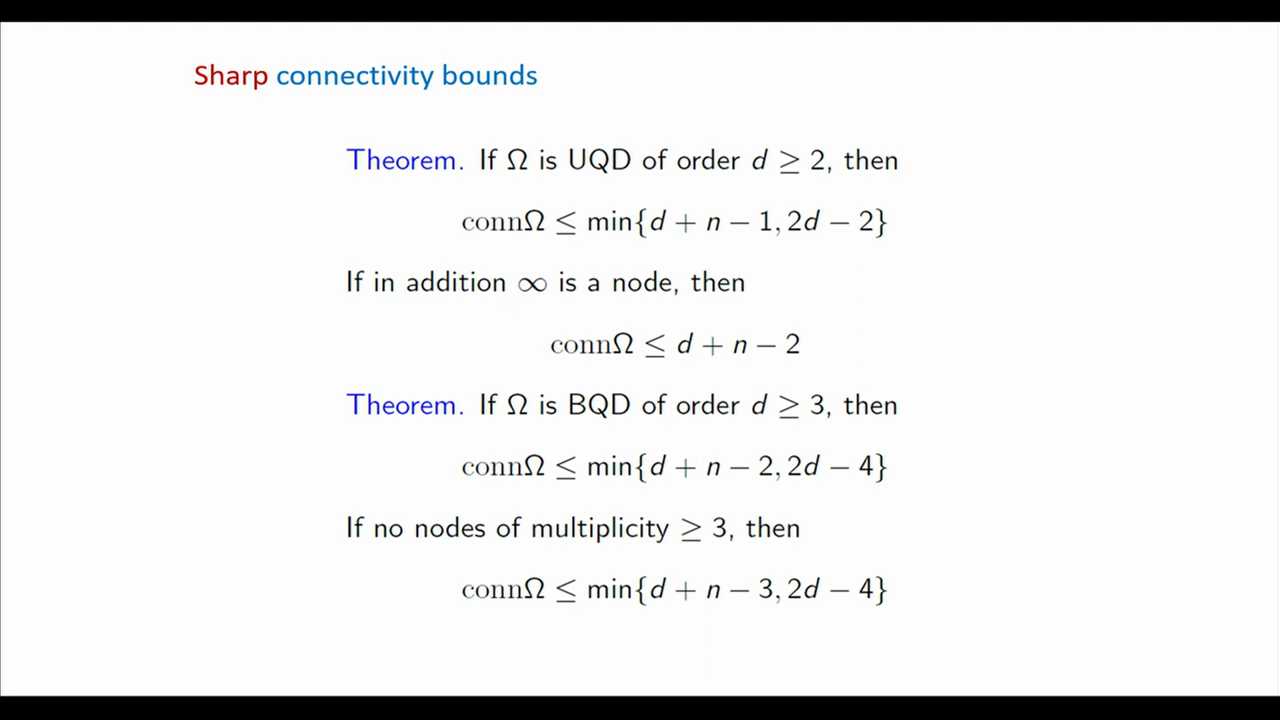 Sharp connectivity bounds
Theorem. If Ω is UQD of order d ≥ 2, then
connΩ ≤ min{d + n − 1, 2d − 2}
If in addition ∞ is a node, then
connΩ ≤ d + n − 2
Theorem. If Ω is BQD of order d ≥ 3, then
connΩ ≤ min{d + n − 2, 2d − 4}
If no nodes of multiplicity ≥ 3, then
connΩ ≤ min{d + n − 3, 2d − 4}